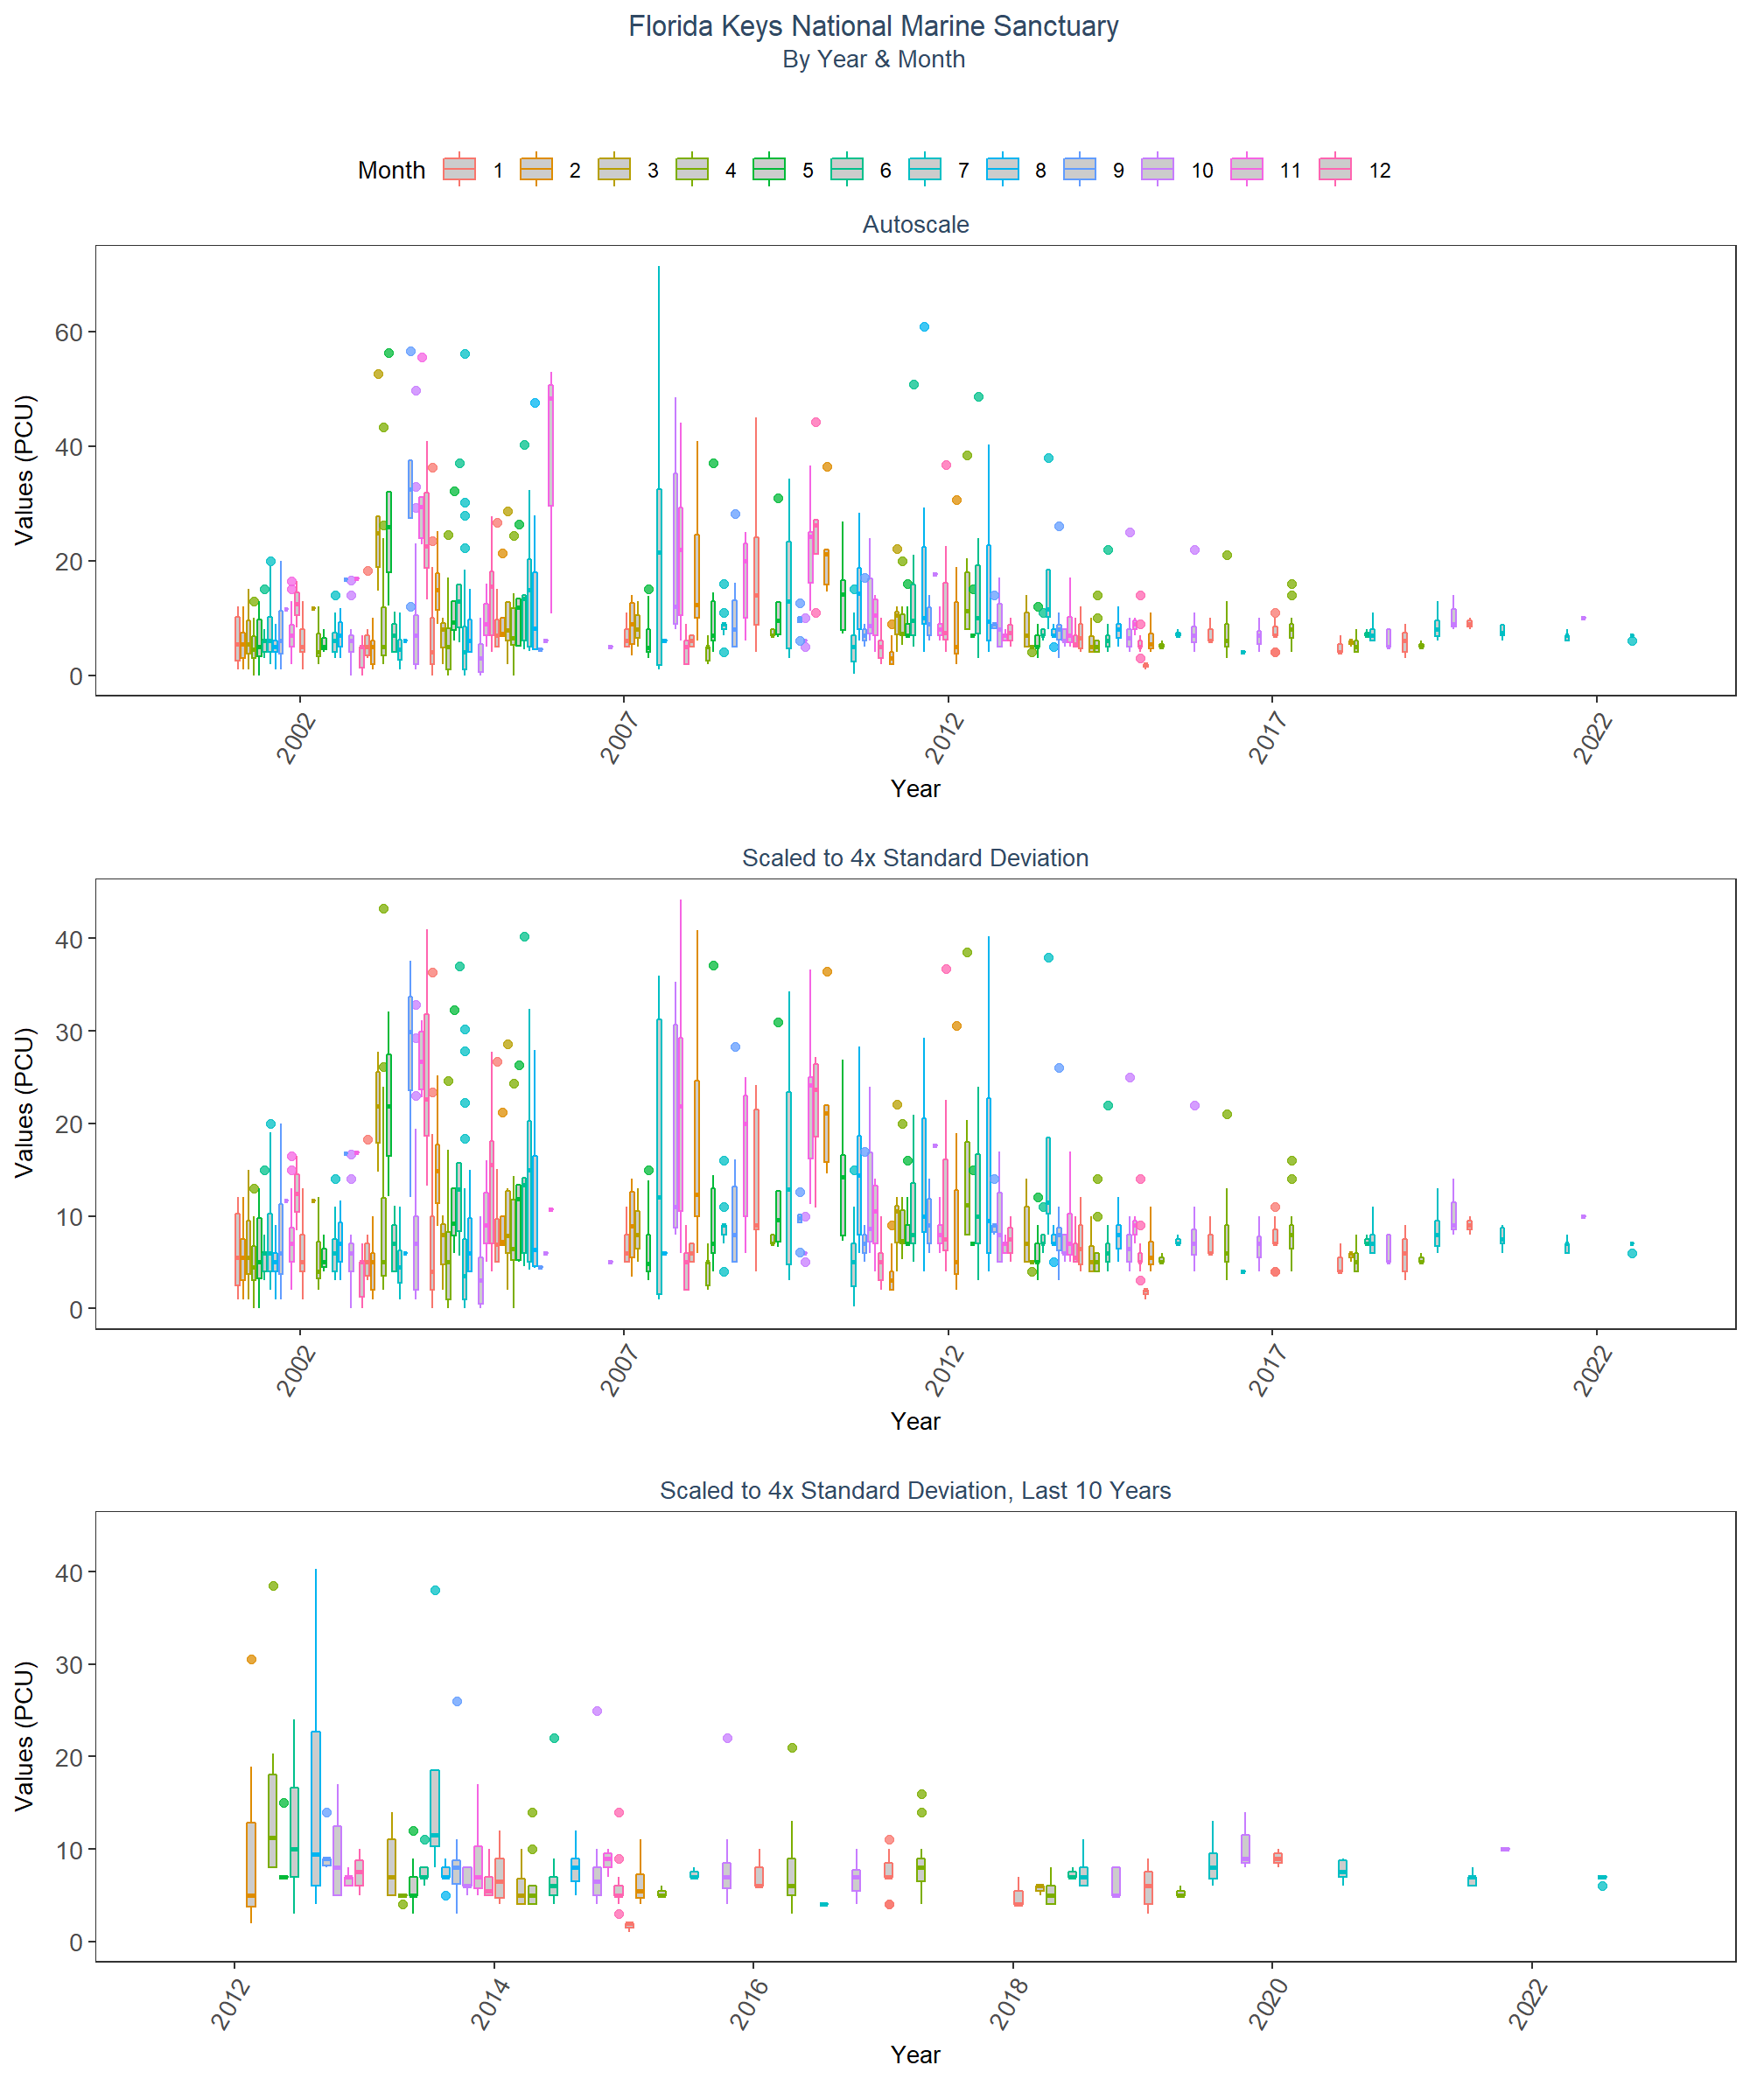 Florida Keys National Marine Sanctuary
By Year & Month
Month 1 2 3 4 5 6 7 8 9 10 11 12
Autoscale
Values (PCU)
60
40
20
0
2002 2007 2012 2017 2022
Year
Scaled to 4x Standard Deviation
Values (PCU)
40
30
20
10
0
2002 2007 2012 2017 2022
Year
Scaled to 4x Standard Deviation, Last 10 Years
Values (PCU)
40
30
20
10
0
2012 2014 2016 2018 2020 2022
Year